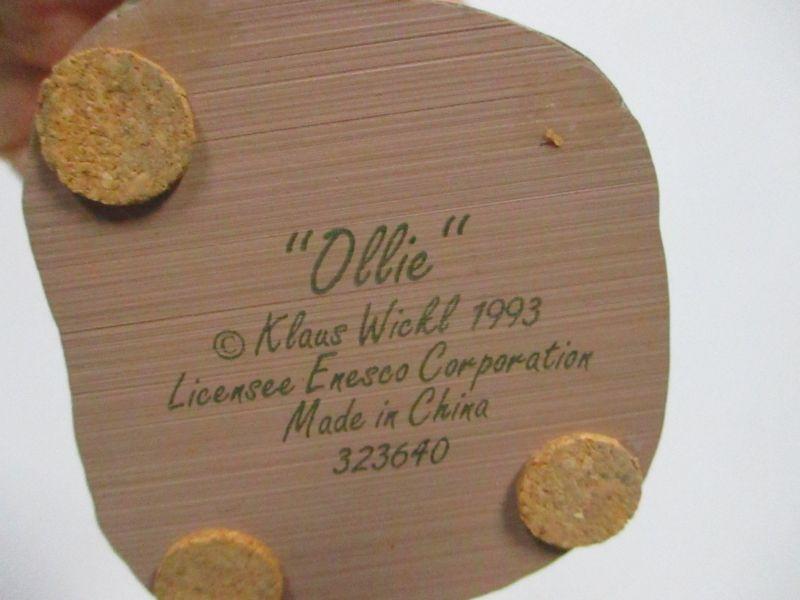 "Ollie"
© Klaus Wickl 1993
Licensee Enesco Corporation
Made in China
323640